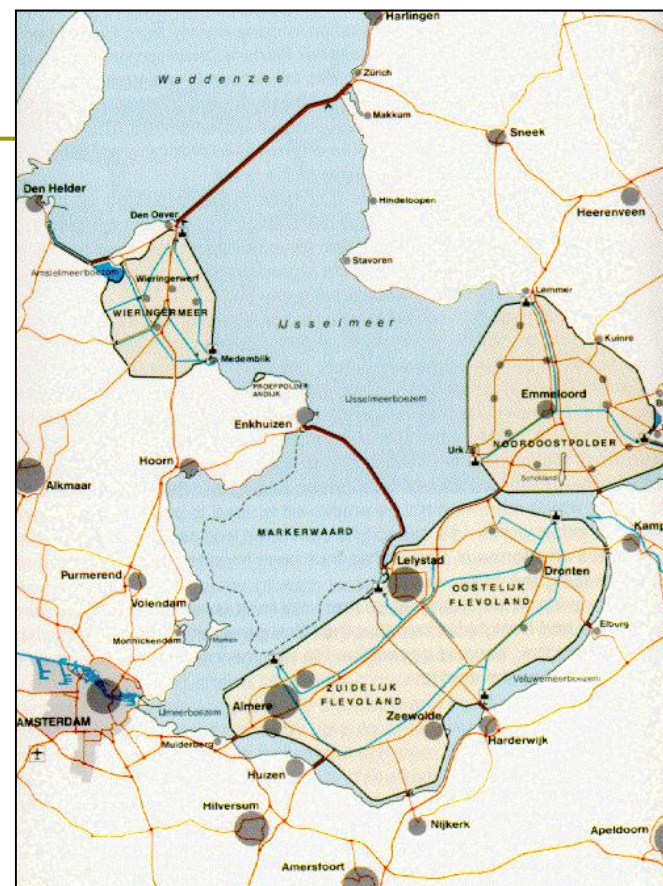 Harlingen
Waddenzee
Zürich
Makkum
Sneek
Den Helder
Den Oever
Hindeloopen
Heerenveen
Stavoren
Amstelmeerboezem
Wieringerwerf
WIERINGERMEER
IJsselmeer
Lemmer
Kuinre
Medemblik
PROEFPOLDER
ANDIJK
IJsselmeerboezem
Emmeloord
Enkhuizen
NOORDOOSTPOLDER
Urk
Hoorn
Schokland
Alkmaar
MARKERWAARD
Kamp
Lelystad
Dronten
Purmerend
OOSTELIJK
FLEVOLAND
Volendam
Elburg
Monnickendam
Marken
Veluwemeerboezem
ZUIDELIJK
FLEVOLAND
Almere
AMSTERDAM
IJmeerboezem
Zeewolde
Muiderberg
Harderwijk
Huizen
Hilversum
Nijkerk
Apeldoorn
Amersfoort